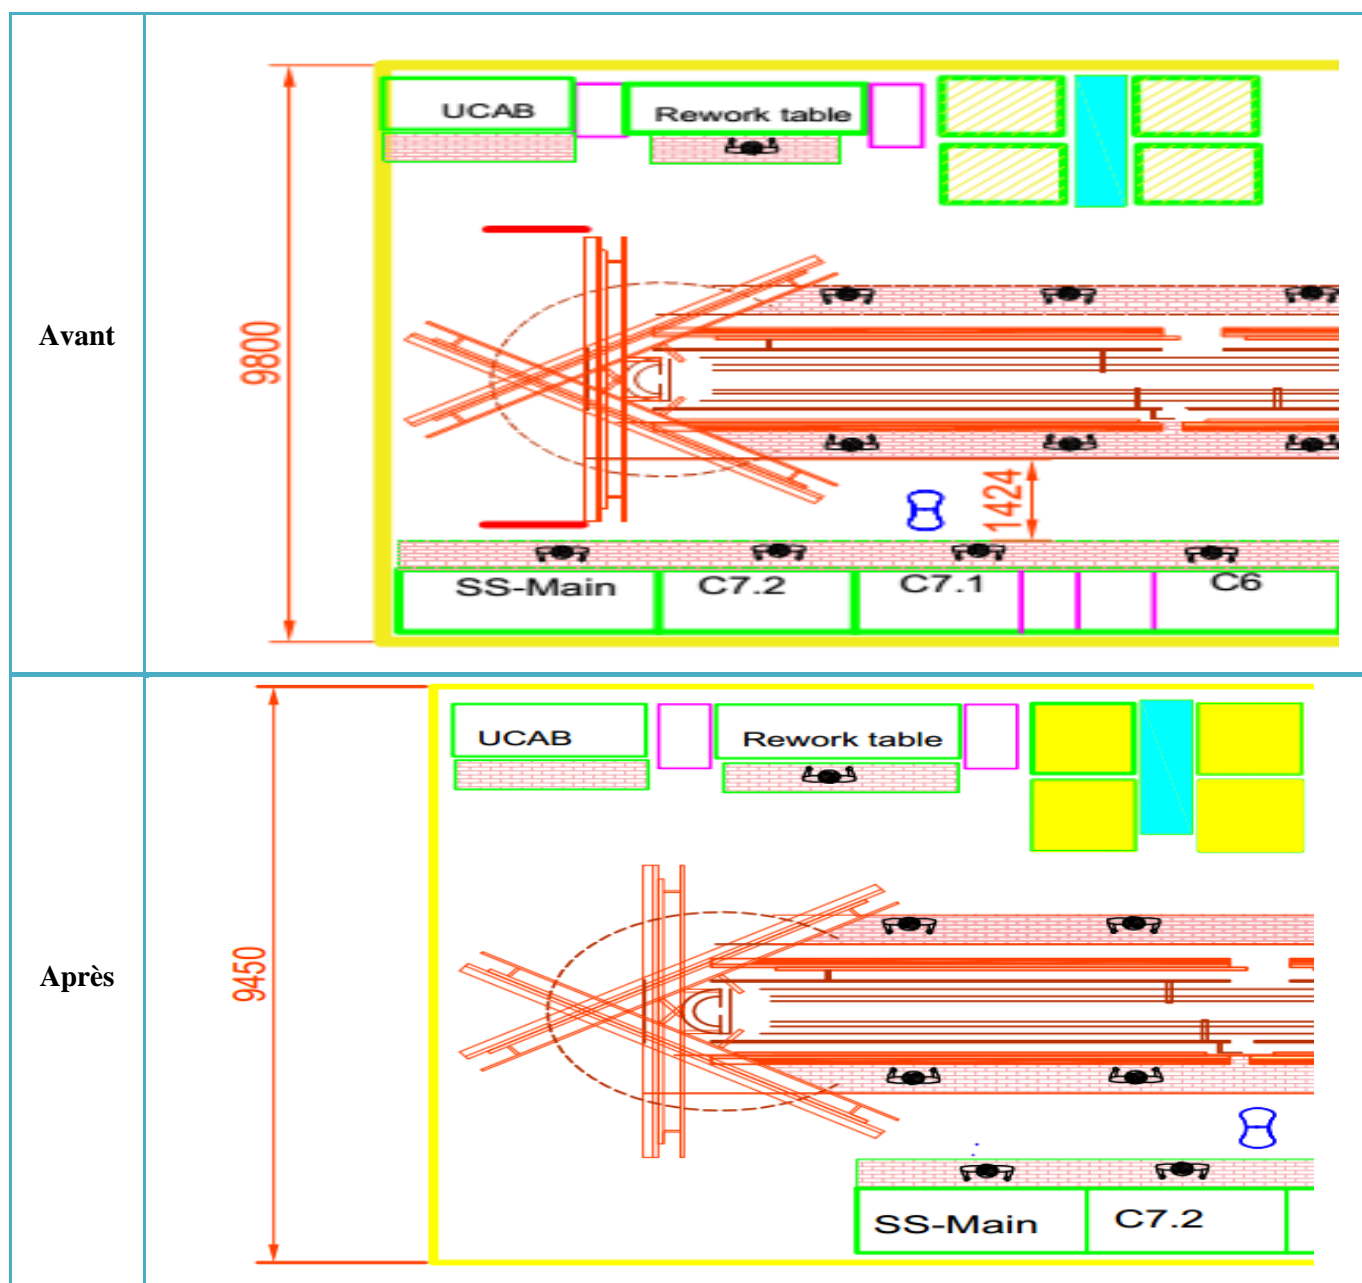 Avant
9800
UCAB
Rework table
1424
SS-Main
C7.2
C7.1
C6
Après
9450
UCAB
Rework table
SS-Main
C7.2